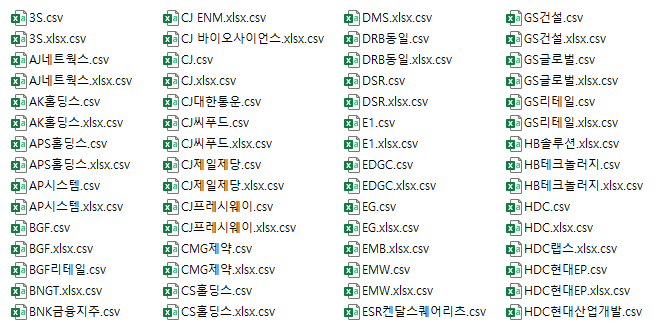 3S.csv
3S.xlsx.csv
AJ네트웍스.csv
AJ네트웍스.xlsx.csv
AK홀딩스.csv
AK홀딩스.xlsx.csv
APS홀딩스.csv
APS홀딩스.xlsx.csv
AP시스템.csv
AP시스템.xlsx.csv
BGF.csv
BGF.xlsx.csv
BGF리테일.csv
BNGT.xlsx.csv
BNK금융지주.csv
CJ ENM.xlsx.csv
CJ 바이오사이언스.xlsx.csv
CJ.csv
CJ.xlsx.csv
CJ대한통운.csv
CJ씨푸드.csv
CJ씨푸드.xlsx.csv
CJ제일제당.csv
CJ제일제당.xlsx.csv
CJ프레시웨이.csv
CJ프레시웨이.xlsx.csv
CMG제약.csv
CMG제약.xlsx.csv
CS홀딩스.csv
CS홀딩스.xlsx.csv
DMS.xlsx.csv
DRB동일.csv
DRB동일.xlsx.csv
DSR.csv
DSR.xlsx.csv
E1.csv
E1.xlsx.csv
EDGC.csv
EDGC.xlsx.csv
EG.csv
EG.xlsx.csv
EMB.xlsx.csv
EMW.csv
EMW.xlsx.csv
ESR켄달스퀘어리츠.csv
GS건설.csv
GS건설.xlsx.csv
GS글로벌.csv
GS글로벌.xlsx.csv
GS리테일.csv
GS리테일.xlsx.csv
HB솔루션.xlsx.csv
HB테크놀러지.csv
HB테크놀러지.xlsx.csv
HDC.csv
HDC.xlsx.csv
HDC랩스.xlsx.csv
HDC현대EP.csv
HDC현대EP.xlsx.csv
HDC현대산업개발.csv